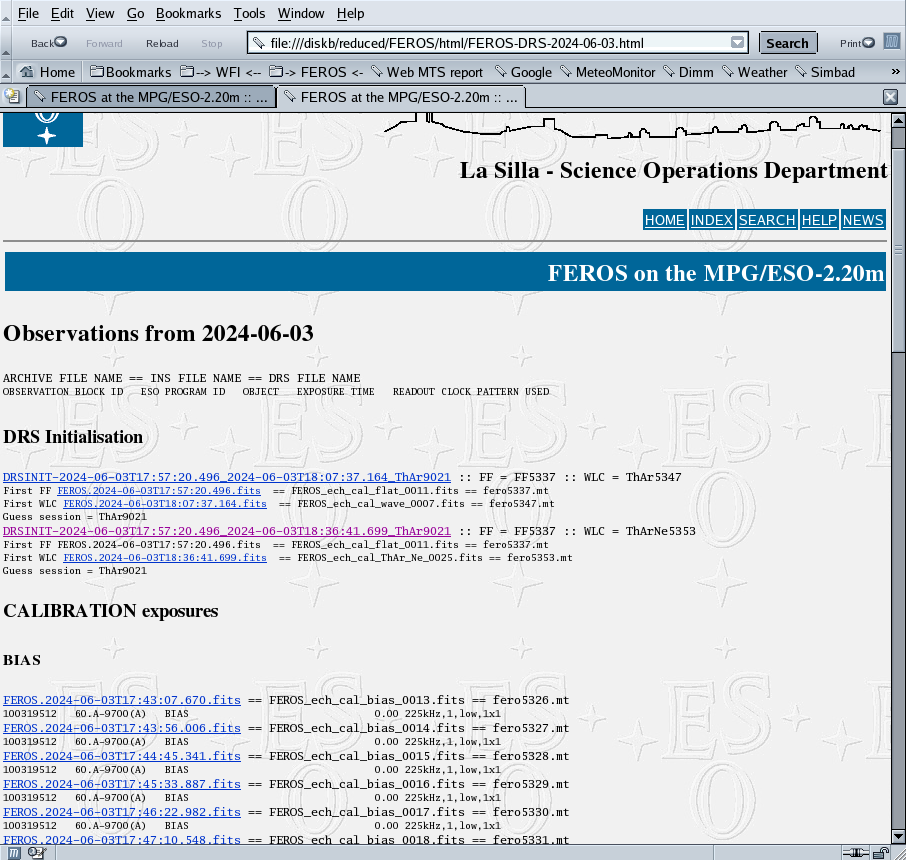 File Edit View Go Bookmarks Tools Window Help
Back Forward Reload Stop file:///diskb/reduced/FEROS/html/FEROS-DRS-2024-06-03.html Search Print
Home Bookmarks --> WFI <-- -> FEROS <- Web MTS report Google MeteoMonitor Dimm Weather Simbad »
FEROS at the MPG/ESO-2.20m :: ... FEROS at the MPG/ESO-2.20m :: ...
La Silla - Science Operations Department
HOME INDEX SEARCH HELP NEWS
FEROS on the MPG/ESO-2.20m
Observations from 2024-06-03
ARCHIVE FILE NAME == INS FILE NAME == DRS FILE NAME
OBSERVATION BLOCK ID ESO PROGRAM ID OBJECT EXPOSURE TIME READOUT CLOCK PATTERN USED
DRS Initialisation
DRSINIT-2024-06-03T17:57:20.496_2024-06-03T18:07:37.164_ThAr9021 :: FF = FF5337 :: WLC = ThAr5347
First FF FEROS.2024-06-03T17:57:20.496.fits == FEROS_ech_cal_flat_0011.fits == fero5337.mt
First WLC FEROS.2024-06-03T18:07:37.164.fits == FEROS_ech_cal_wave_0007.fits == fero5347.mt
Guess session = ThAr9021
DRSINIT-2024-06-03T17:57:20.496_2024-06-03T18:36:41.699_ThAr9021 :: FF = FF5337 :: WLC = ThArNe5353
First FF FEROS.2024-06-03T17:57:20.496.fits == FEROS_ech_cal_flat_0011.fits == fero5337.mt
First WLC FEROS.2024-06-03T18:36:41.699.fits == FEROS_ech_cal_ThAr_Ne_0025.fits == fero5353.mt
Guess session = ThAr9021
CALIBRATION exposures
BIAS
FEROS.2024-06-03T17:43:07.670.fits == FEROS_ech_cal_bias_0013.fits == fero5326.mt
100319512 60.A-9700(A) BIAS 0.00 225kHz,1,low,1x1
FEROS.2024-06-03T17:43:56.006.fits == FEROS_ech_cal_bias_0014.fits == fero5327.mt
100319512 60.A-9700(A) BIAS 0.00 225kHz,1,low,1x1
FEROS.2024-06-03T17:44:45.341.fits == FEROS_ech_cal_bias_0015.fits == fero5328.mt
100319512 60.A-9700(A) BIAS 0.00 225kHz,1,low,1x1
FEROS.2024-06-03T17:45:33.887.fits == FEROS_ech_cal_bias_0016.fits == fero5329.mt
100319512 60.A-9700(A) BIAS 0.00 225kHz,1,low,1x1
FEROS.2024-06-03T17:46:22.982.fits == FEROS_ech_cal_bias_0017.fits == fero5330.mt
100319512 60.A-9700(A) BIAS 0.00 225kHz,1,low,1x1
FEROS.2024-06-03T17:47:10.548.fits == FEROS_ech_cal_bias_0018.fits == fero5331.mt